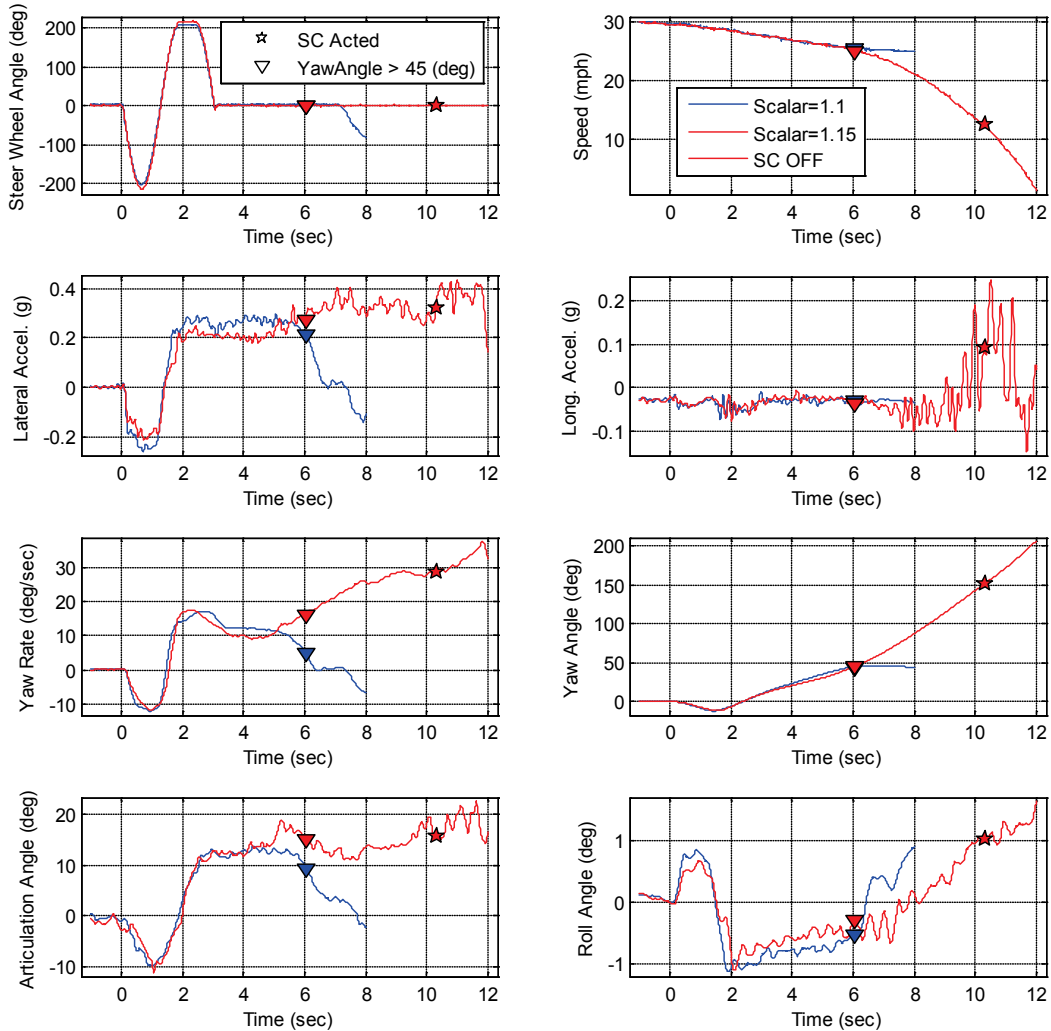 Steer Wheel Angle (deg)
200
100
0
-100
-200
0 2 4 6 8 10 12
Time (sec)
SC Acted
YawAngle > 45 (deg)
Speed (mph)
30
20
10
0 2 4 6 8 10 12
Time (sec)
Scalar=1.1
Scalar=1.15
SC OFF
Lateral Accel. (g)
0.4
0.2
0
-0.2
0 2 4 6 8 10 12
Time (sec)
Long. Accel. (g)
0.2
0.1
0
-0.1
0 2 4 6 8 10 12
Time (sec)
Yaw Rate (deg/sec)
30
20
10
0
-10
0 2 4 6 8 10 12
Time (sec)
Yaw Angle (deg)
200
150
100
50
0
0 2 4 6 8 10 12
Time (sec)
Articulation Angle (deg)
20
10
0
-10
0 2 4 6 8 10 12
Time (sec)
Roll Angle (deg)
1
0
-1
0 2 4 6 8 10 12
Time (sec)